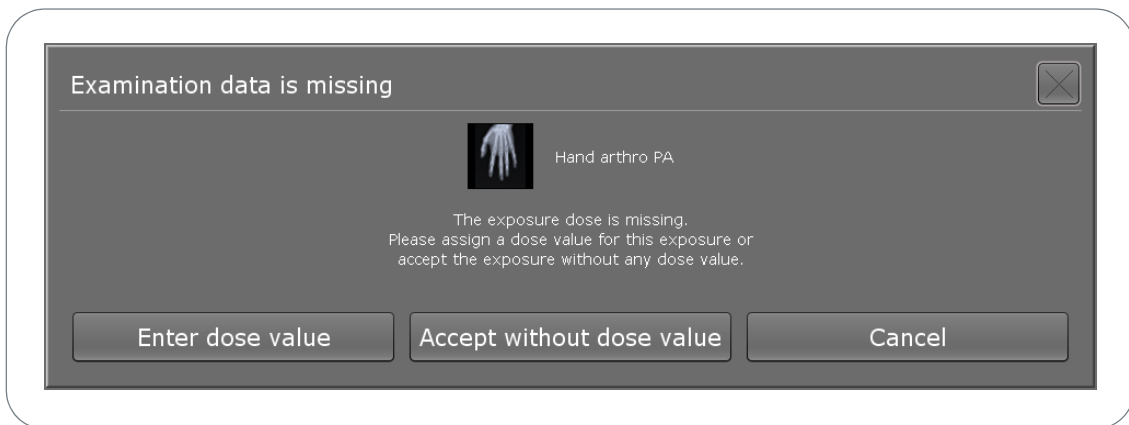 Examination data is missing
Hand arthro PA
The exposure dose is missing.
Please assign a dose value for this exposure or
accept the exposure without any dose value.
Enter dose value
Accept without dose value
Cancel